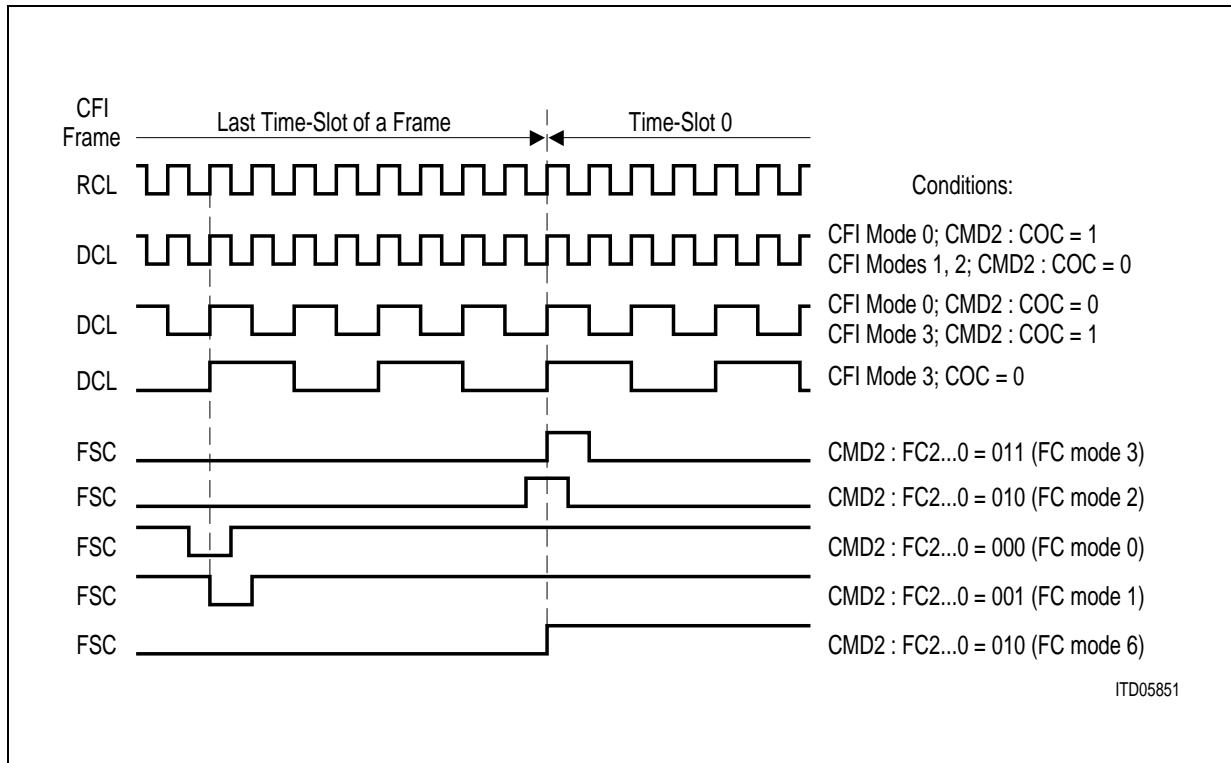 CFI
Frame
Last Time-Slot of a Frame
Time-Slot 0
RCL
Conditions:
DCL
CFI Mode 0; CMD2 : COC = 1
CFI Modes 1, 2; CMD2 : COC = 0
DCL
CFI Mode 0; CMD2 : COC = 0
CFI Mode 3; CMD2 : COC = 1
DCL
CFI Mode 3; COC = 0
FSC
CMD2 : FC2...0 = 011 (FC mode 3)
FSC
CMD2 : FC2...0 = 010 (FC mode 2)
FSC
CMD2 : FC2...0 = 000 (FC mode 0)
FSC
CMD2 : FC2...0 = 001 (FC mode 1)
FSC
CMD2 : FC2...0 = 010 (FC mode 6)
ITD05851